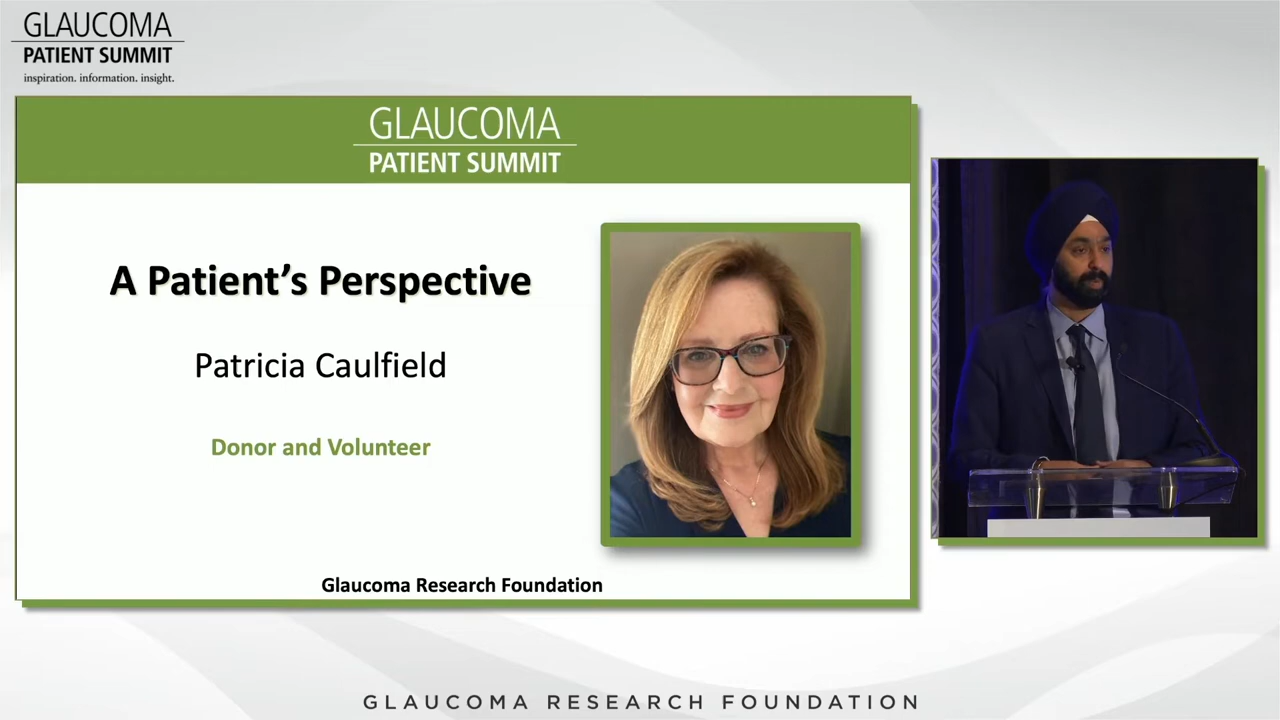 GLAUCOMA
PATIENT SUMMIT
inspiration. information. insight.
GLAUCOMA
PATIENT SUMMIT
A Patient’s Perspective
Patricia Caulfield
Donor and Volunteer
Glaucoma Research Foundation
GLAUCOMA RESEARCH FOUNDATION